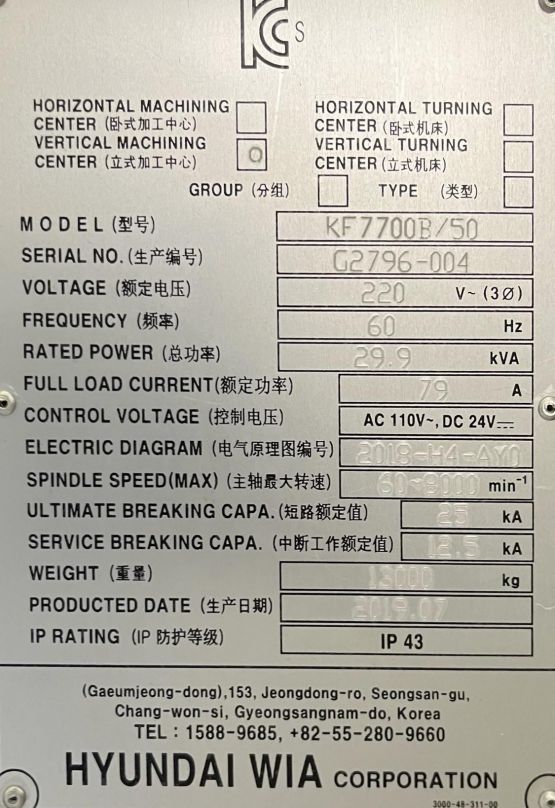 KC s
HORIZONTAL MACHINING CENTER (卧式加工中心)
HORIZONTAL TURNING CENTER (卧式机床)
VERTICAL MACHINING CENTER (立式加工中心) O
VERTICAL TURNING CENTER (立式机床)
GROUP (分组) TYPE (类型)
MODEL (型号) KF7700B/50
SERIAL NO. (生产编号) G2796-004
VOLTAGE (额定电压) 220 V~ (3Ø)
FREQUENCY (频率) 60 Hz
RATED POWER (总功率) 29.9 kVA
FULL LOAD CURRENT(额定功率) 79 A
CONTROL VOLTAGE (控制电压) AC 110V~, DC 24V⎓
ELECTRIC DIAGRAM (电气原理图编号) 2018-H4-AY0
SPINDLE SPEED(MAX) (主轴最大转速) 60~8000 min⁻¹
ULTIMATE BREAKING CAPA. (短路额定值) 25 kA
SERVICE BREAKING CAPA. (中断工作额定值) 12.5 kA
WEIGHT (重量) 13000 kg
PRODUCTED DATE (生产日期) 2019.07
IP RATING (IP 防护等级) IP 43
(Gaeumjeong-dong),153, Jeongdong-ro, Seongsan-gu,
Chang-won-si, Gyeongsangnam-do, Korea
TEL : 1588-9685, +82-55-280-9660
HYUNDAI WIA CORPORATION
3000-48-311-00